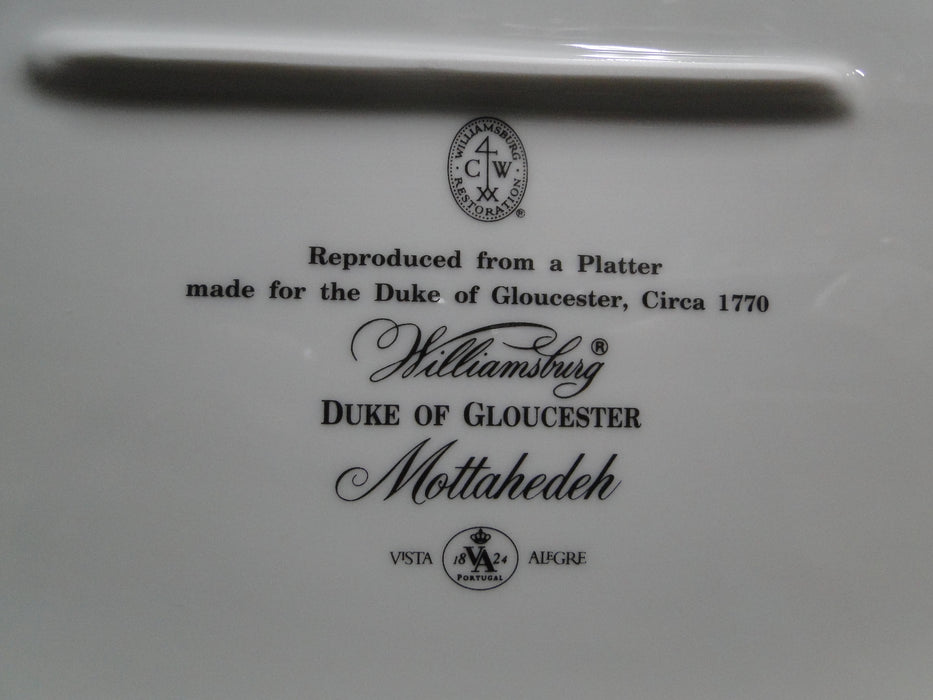 WILLIAMSBURG
C W
RESTORATION ®
Reproduced from a Platter
made for the Duke of Gloucester, Circa 1770
Williamsburg®
DUKE OF GLOUCESTER
Mottahedeh
VISTA 18 VA 24 ALEGRE
PORTUGAL